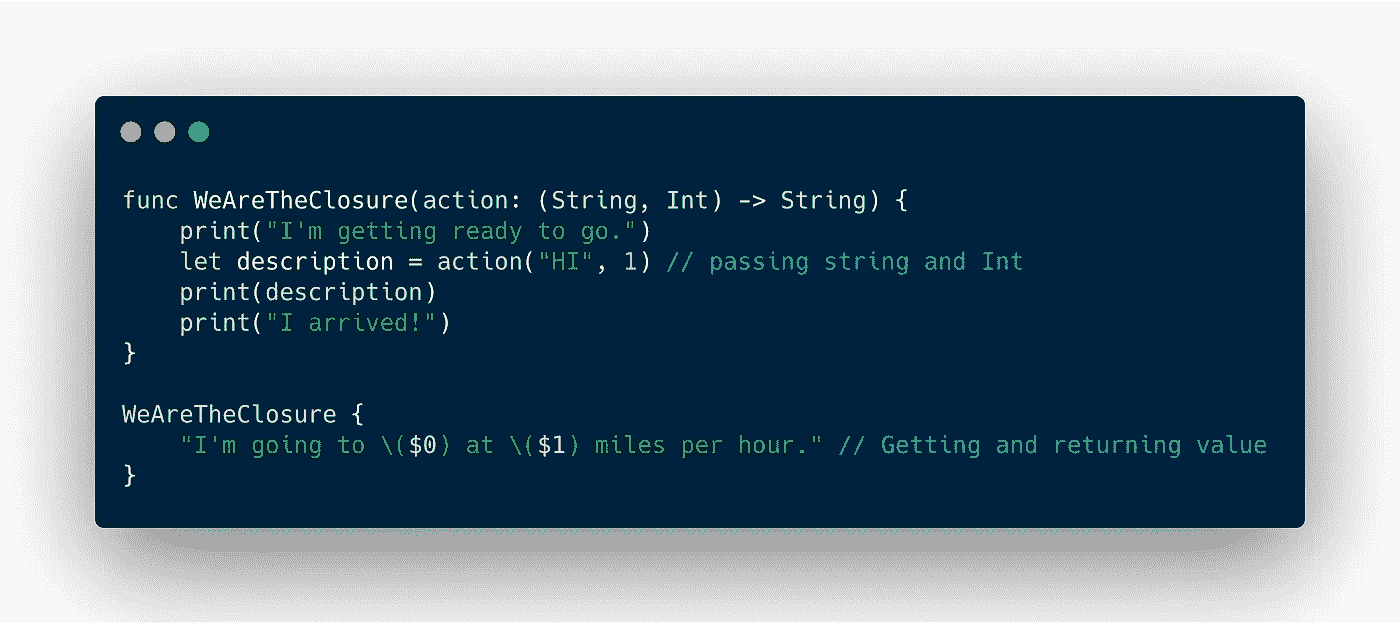 func WeAreTheClosure(action: (String, Int) -> String) {
    print("I'm getting ready to go.")
    let description = action("HI", 1) // passing string and Int
    print(description)
    print("I arrived!")
}

WeAreTheClosure {
    "I'm going to \($0) at \($1) miles per hour." // Getting and returning value
}